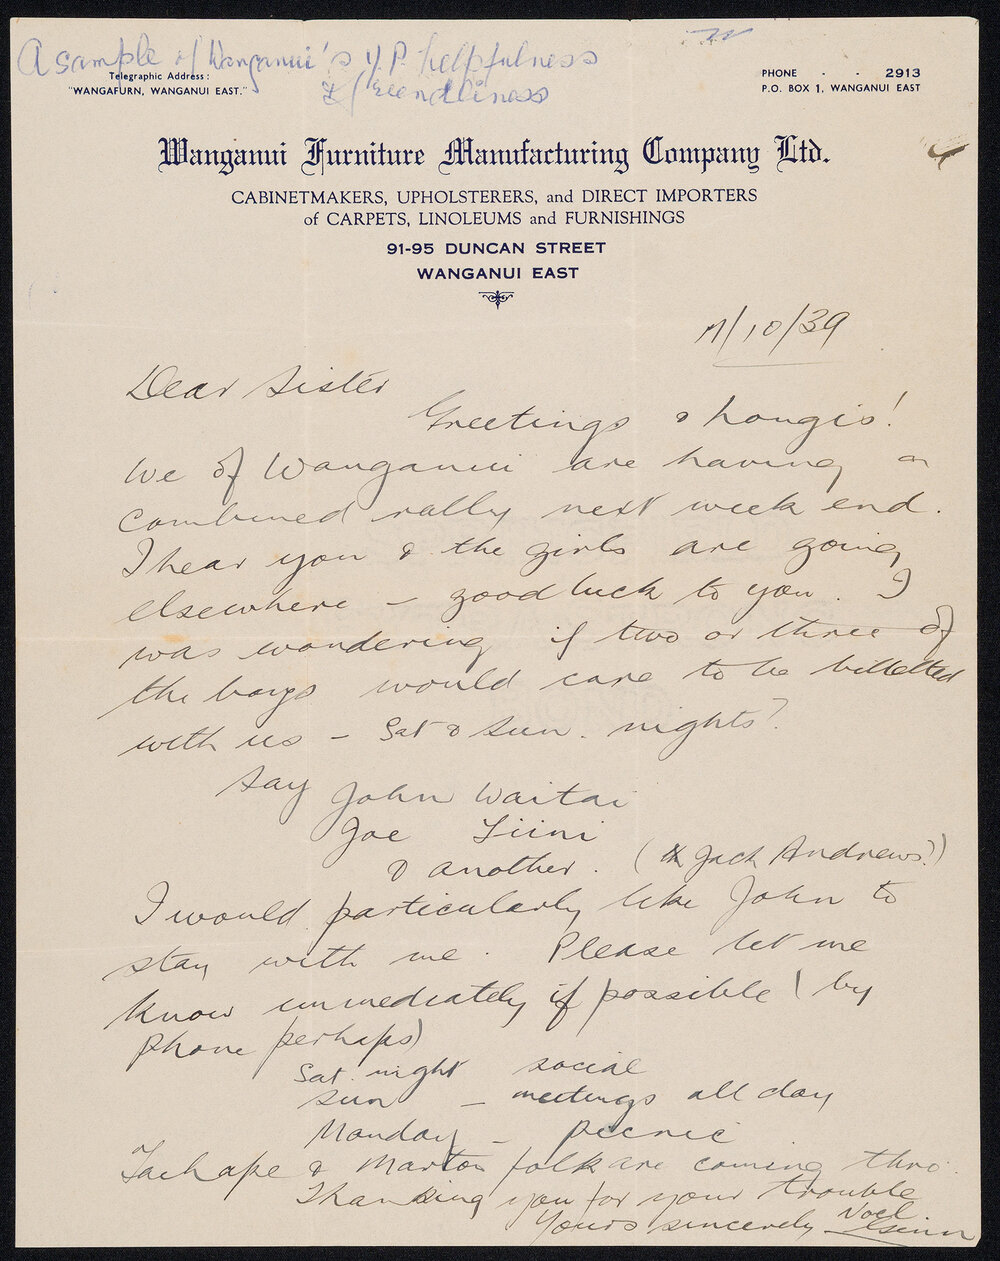 A sample of Wanganui's Y.P. helpfulness
& friendliness
Telegraphic Address:
"WANGAFURN, WANGANUI EAST."
PHONE - - 2913
P.O. BOX 1, WANGANUI EAST
Wanganui Furniture Manufacturing Company Ltd.
CABINETMAKERS, UPHOLSTERERS, and DIRECT IMPORTERS
of CARPETS, LINOLEUMS and FURNISHINGS
91-95 DUNCAN STREET
WANGANUI EAST
/10/39
Dear Sister
Greetings & hongis!
We of Wanganui are having a
combined rally next week end.
I hear you & the girls are going
elsewhere – good luck to you. I
was wondering if two or three of
the boys would care to be billetted
with us – Sat & Sun. nights?
Say John Waitai
Joe Tiini
& another. (Jack Andrews?)
I would particularly like John to
stay with me. Please let me
know immediately if possible (by
phone perhaps)
Sat. night social
Sun – meetings all day
Monday – picnic
Taihape & Marton folk are coming thro.
Thanking you for your trouble
Yours sincerely Noel